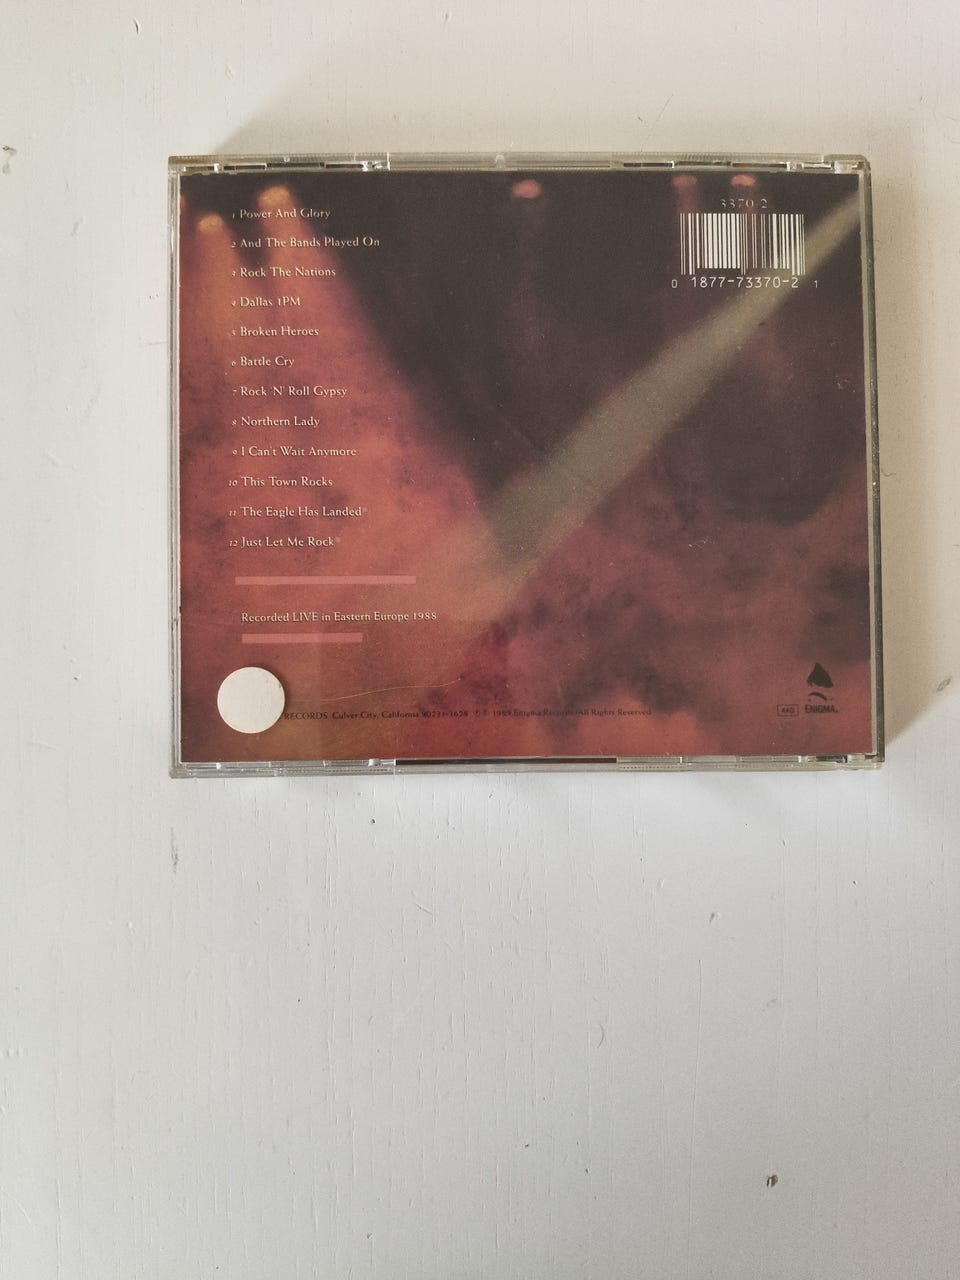 1 Power And Glory
2 And The Bands Played On
3 Rock The Nations
4 Dallas 1PM
5 Broken Heroes
6 Battle Cry
7 Rock 'N' Roll Gypsy
8 Northern Lady
9 I Can't Wait Anymore
10 This Town Rocks
11 The Eagle Has Landed*
12 Just Let Me Rock*
Recorded LIVE in Eastern Europe 1988
RECORDS Culver City, California 90231-3628 ℗ © 1989 Enigma Records/All Rights Reserved
3370-2
0 1877-73370-2 1
ENIGMA